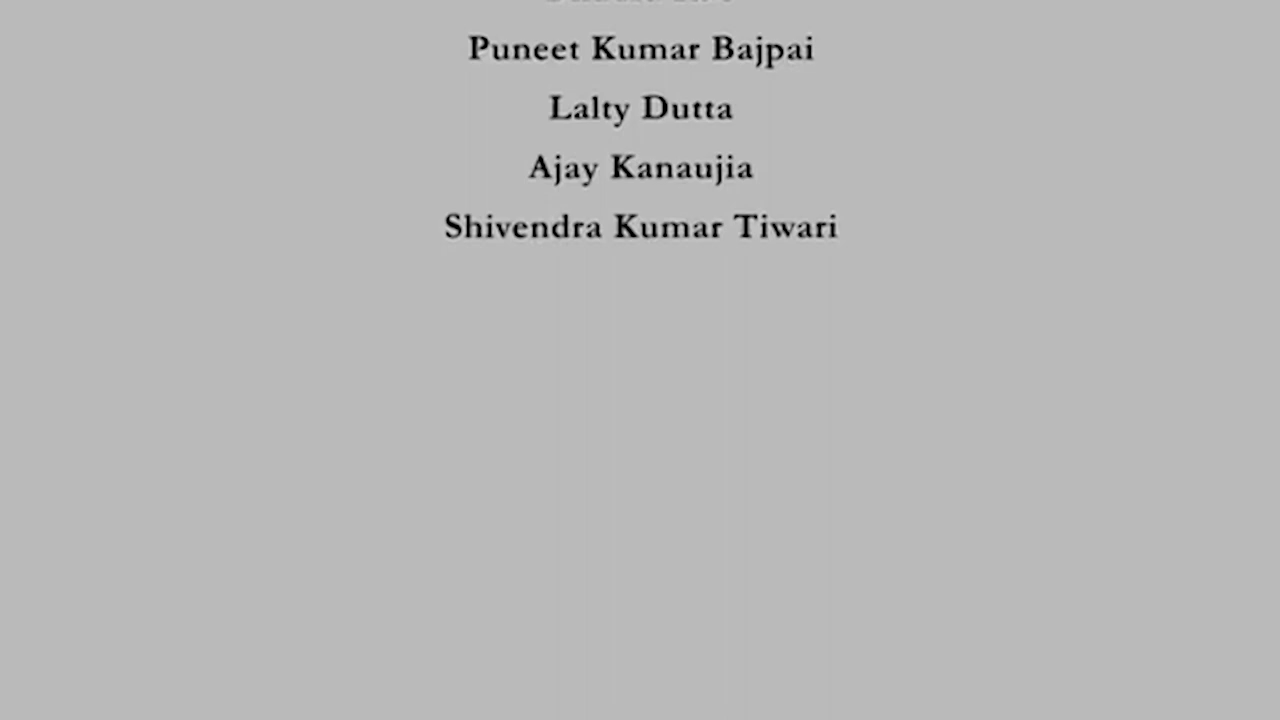 Puneet Kumar Bajpai
Lalty Dutta
Ajay Kanaujia
Shivendra Kumar Tiwari